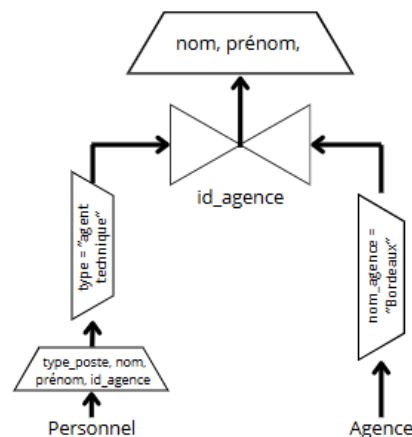 nom, prénom,
id_agence
type = "agent
technique"
nom_agence =
"Bordeaux"
type_poste, nom,
prénom, id_agence
Personnel
Agence